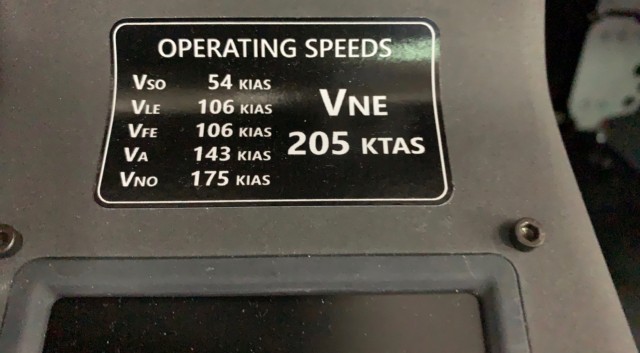 OPERATING SPEEDS
VSO 54 KIAS
VLE 106 KIAS
VFE 106 KIAS
VA 143 KIAS
VNO 175 KIAS
VNE
205 KTAS